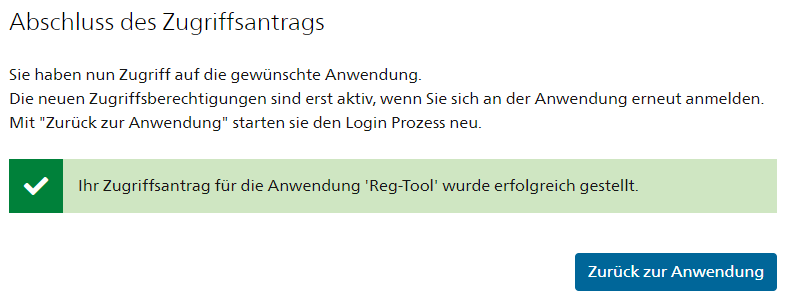 Abschluss des Zugriffsantrags
Sie haben nun Zugriff auf die gewünschte Anwendung.
Die neuen Zugriffsberechtigungen sind erst aktiv, wenn Sie sich an der Anwendung erneut anmelden.
Mit "Zurück zur Anwendung" starten sie den Login Prozess neu.
Ihr Zugriffsantrag für die Anwendung 'Reg-Tool' wurde erfolgreich gestellt.
Zurück zur Anwendung